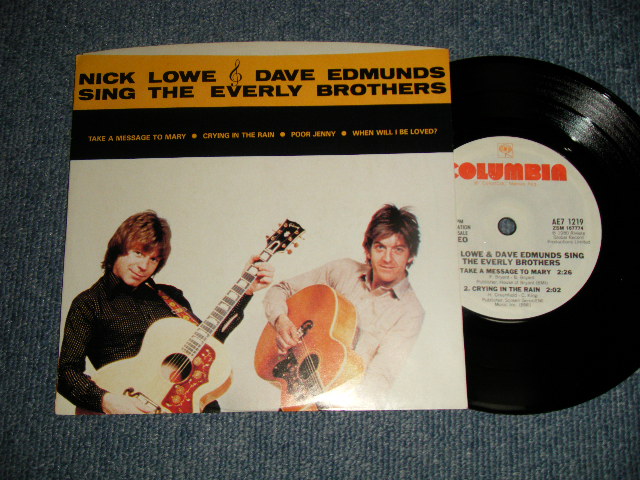 NICK LOWE & DAVE EDMUNDS
SING THE EVERLY BROTHERS
TAKE A MESSAGE TO MARY ● CRYING IN THE RAIN ● POOR JENNY ● WHEN WILL I BE LOVED?
COLUMBIA
AE7 1219
ZSM 167774
LOWE & DAVE EDMUNDS SING
THE EVERLY BROTHERS
TAKE A MESSAGE TO MARY 2:26
2. CRYING IN THE RAIN 2:02